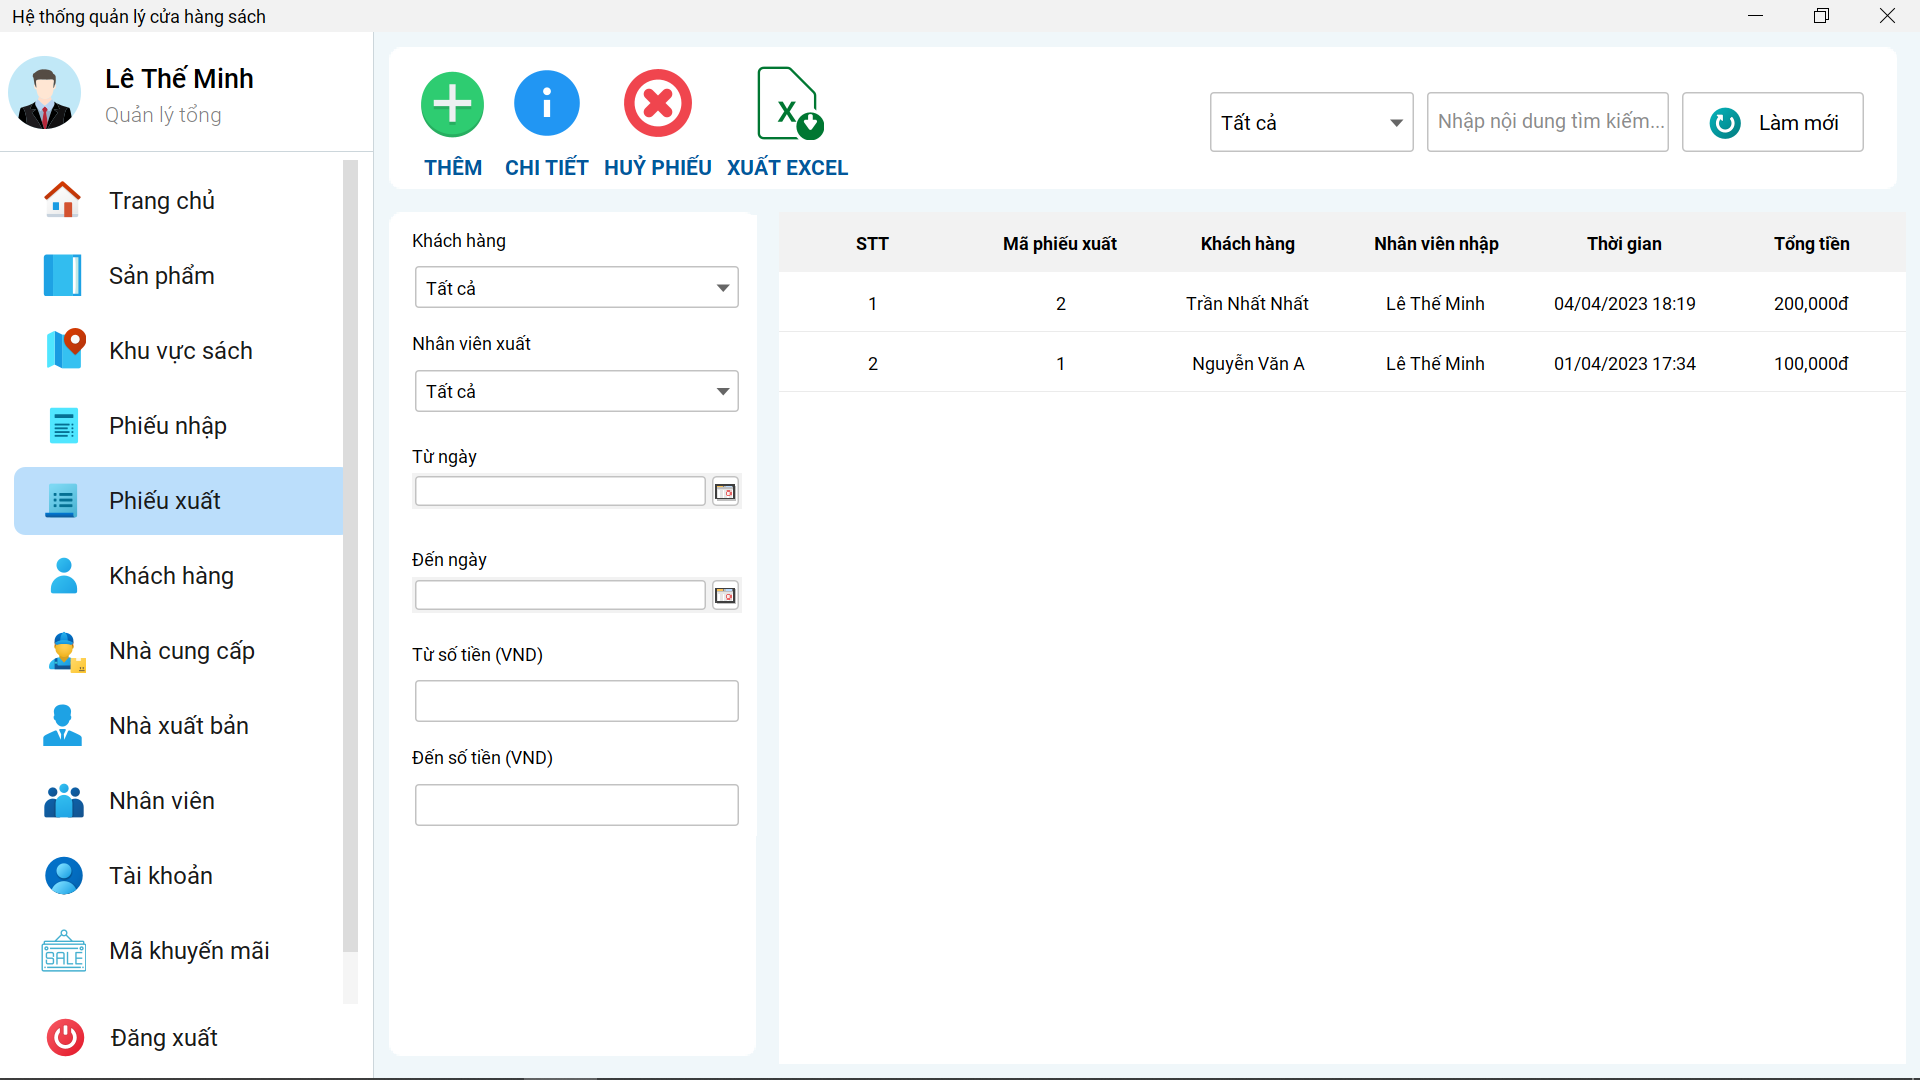 Hệ thống quản lý cửa hàng sách
Lê Thế Minh
Quản lý tổng
Trang chủ
Sản phẩm
Khu vực sách
Phiếu nhập
Phiếu xuất
Khách hàng
Nhà cung cấp
Nhà xuất bản
Nhân viên
Tài khoản
SALE
Mã khuyến mãi
Đăng xuất
THÊM
CHI TIẾT
HUỶ PHIẾU
XUẤT EXCEL
Tất cả
Nhập nội dung tìm kiếm...
Làm mới
Khách hàng
Tất cả
Nhân viên xuất
Tất cả
Từ ngày
Đến ngày
Từ số tiền (VND)
Đến số tiền (VND)
STT Mã phiếu xuất Khách hàng Nhân viên nhập Thời gian Tổng tiền
1 2 Trần Nhất Nhất Lê Thế Minh 04/04/2023 18:19 200,000đ
2 1 Nguyễn Văn A Lê Thế Minh 01/04/2023 17:34 100,000đ